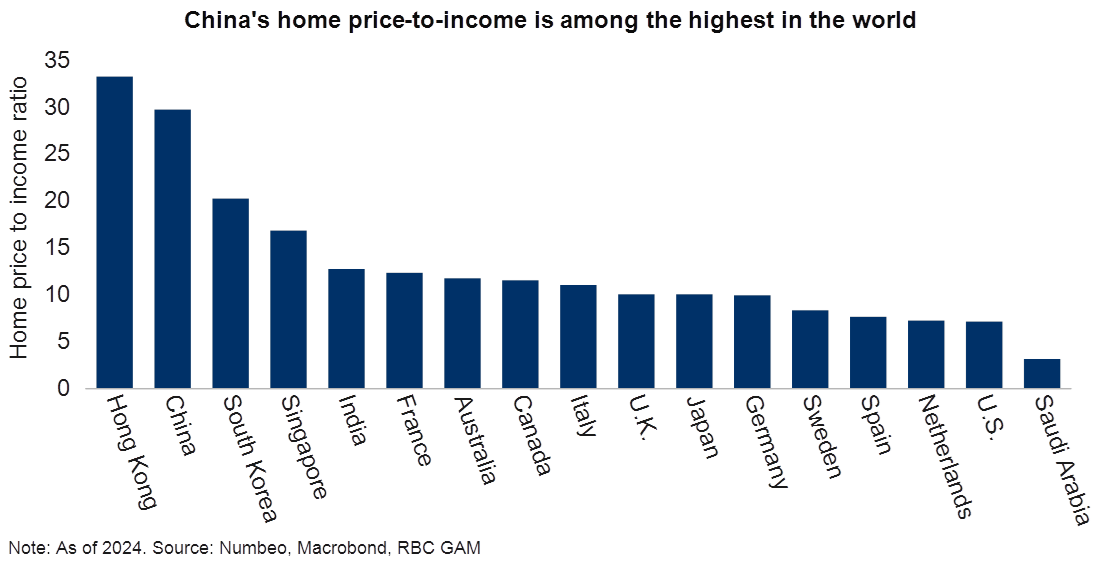 China's home price-to-income is among the highest in the world
Home price to income ratio
35
30
25
20
15
10
5
0
Hong Kong
China
South Korea
Singapore
India
France
Australia
Canada
Italy
U.K.
Japan
Germany
Sweden
Spain
Netherlands
U.S.
Saudi Arabia
Note: As of 2024. Source: Numbeo, Macrobond, RBC GAM